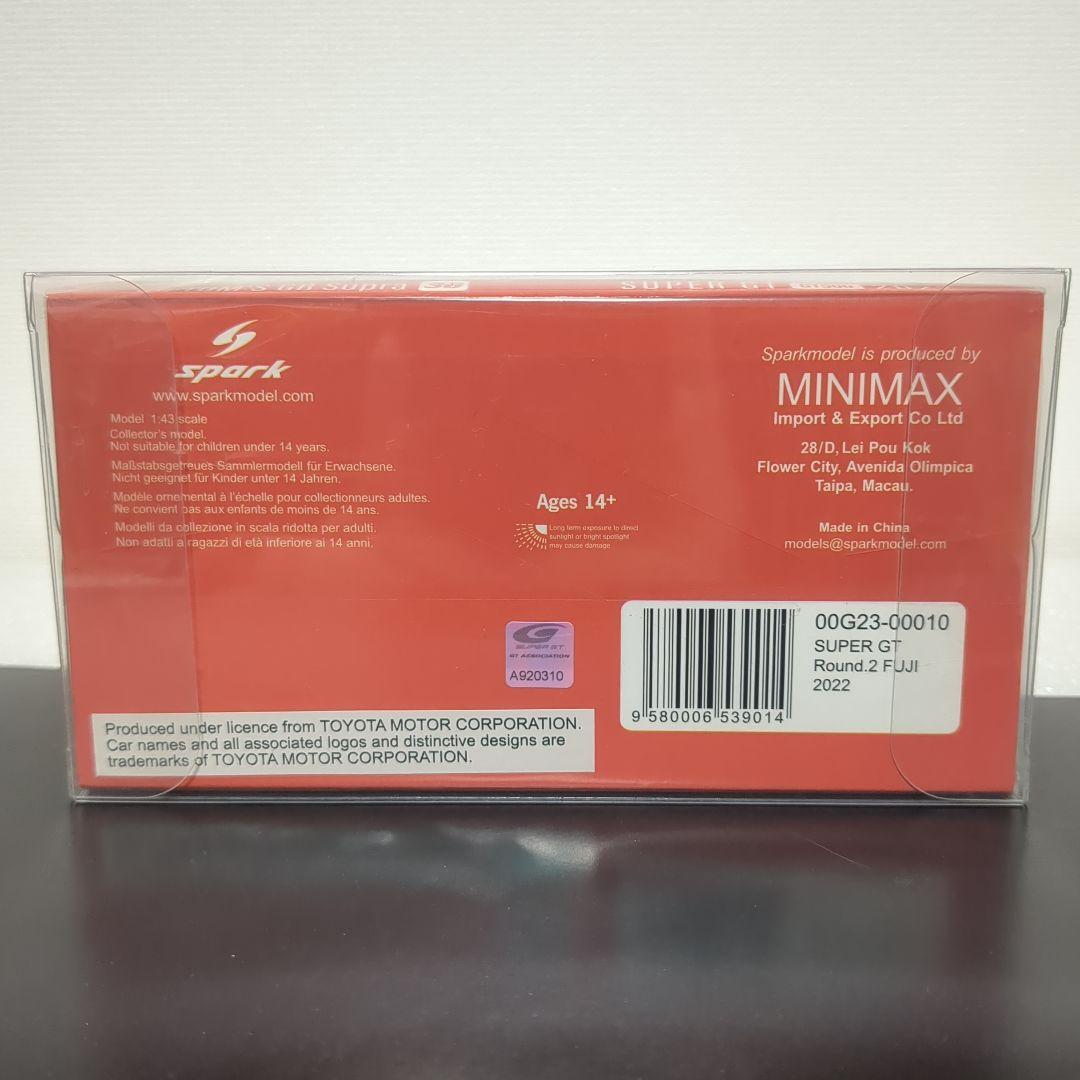 GR Supra
SUPER GT
spark
www.sparkmodel.com
Model 1:43 scale
Collector's model.
Not suitable for children under 14 years.
Maßstabsgetreues Sammlermodell für Erwachsene.
Nicht geeignet für Kinder unter 14 Jahren.
Modèle ornemental à l'échelle pour collectionneurs adultes.
Ne convient pas aux enfants de moins de 14 ans.
Modelli da collezione in scala ridotta per adulti.
Non adatti a ragazzi di età inferiore ai 14 anni.
Ages 14+
Long term exposure to direct
sunlight or bright spotlight
may cause damage
Sparkmodel is produced by
MINIMAX
Import & Export Co Ltd
28/D, Lei Pou Kok
Flower City, Avenida Olimpica
Taipa, Macau.
Made in China
models@sparkmodel.com
SUPER GT
GT ASSOCIATION
A920310
00G23-00010
SUPER GT
Round.2 FUJI
2022
9 580006 539014
Produced under licence from TOYOTA MOTOR CORPORATION.
Car names and all associated logos and distinctive designs are
trademarks of TOYOTA MOTOR CORPORATION.